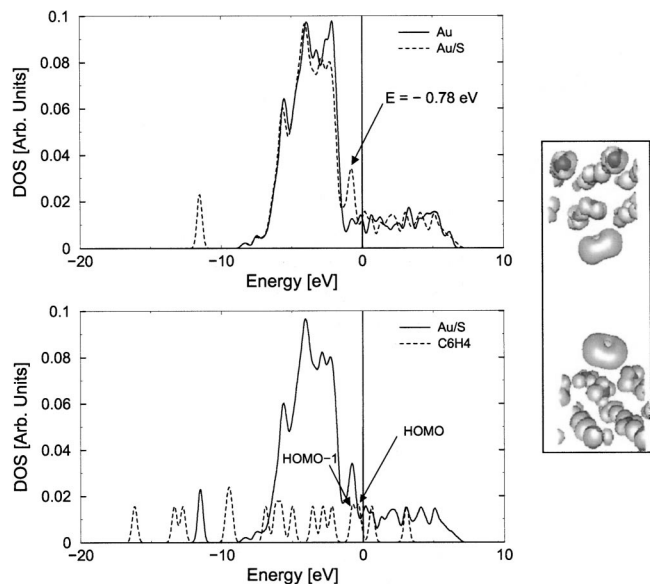 0.1
0.08
0.06
0.04
0.02
0
DOS [Arb. Units]
Au
Au/S
E = − 0.78 eV
−20
−10
0
10
Energy [eV]
0.1
0.08
0.06
0.04
0.02
0
DOS [Arb. Units]
Au/S
C6H4
HOMO
HOMO−1
−20
−10
0
10
Energy [eV]